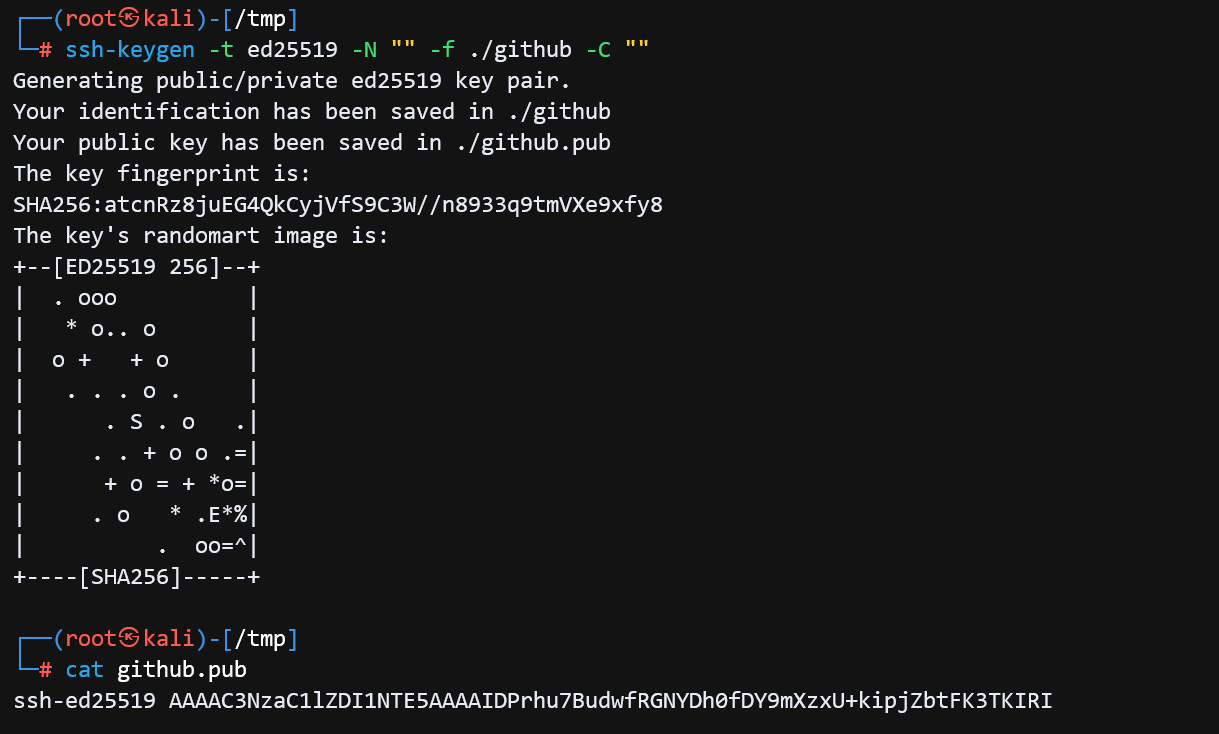 ┌──(root㉿kali)-[/tmp]
└─# ssh-keygen -t ed25519 -N "" -f ./github -C ""
Generating public/private ed25519 key pair.
Your identification has been saved in ./github
Your public key has been saved in ./github.pub
The key fingerprint is:
SHA256:atcnRz8juEG4QkCyjVfS9C3W//n8933q9tmVXe9xfy8
The key's randomart image is:
+--[ED25519 256]--+
|  . ooo          |
|   * o.. o       |
|  o +   + o      |
|   . . . o .     |
|      . S . o   .|
|     . . + o o .=|
|      + o = + *o=|
|     . o   * .E*%|
|          .  oo=^|
+----[SHA256]-----+
┌──(root㉿kali)-[/tmp]
└─# cat github.pub
ssh-ed25519 AAAAC3NzaC1lZDI1NTE5AAAAIDPrhu7BudwfRGNYDh0fDY9mXzxU+kipjZbtFK3TKIRI